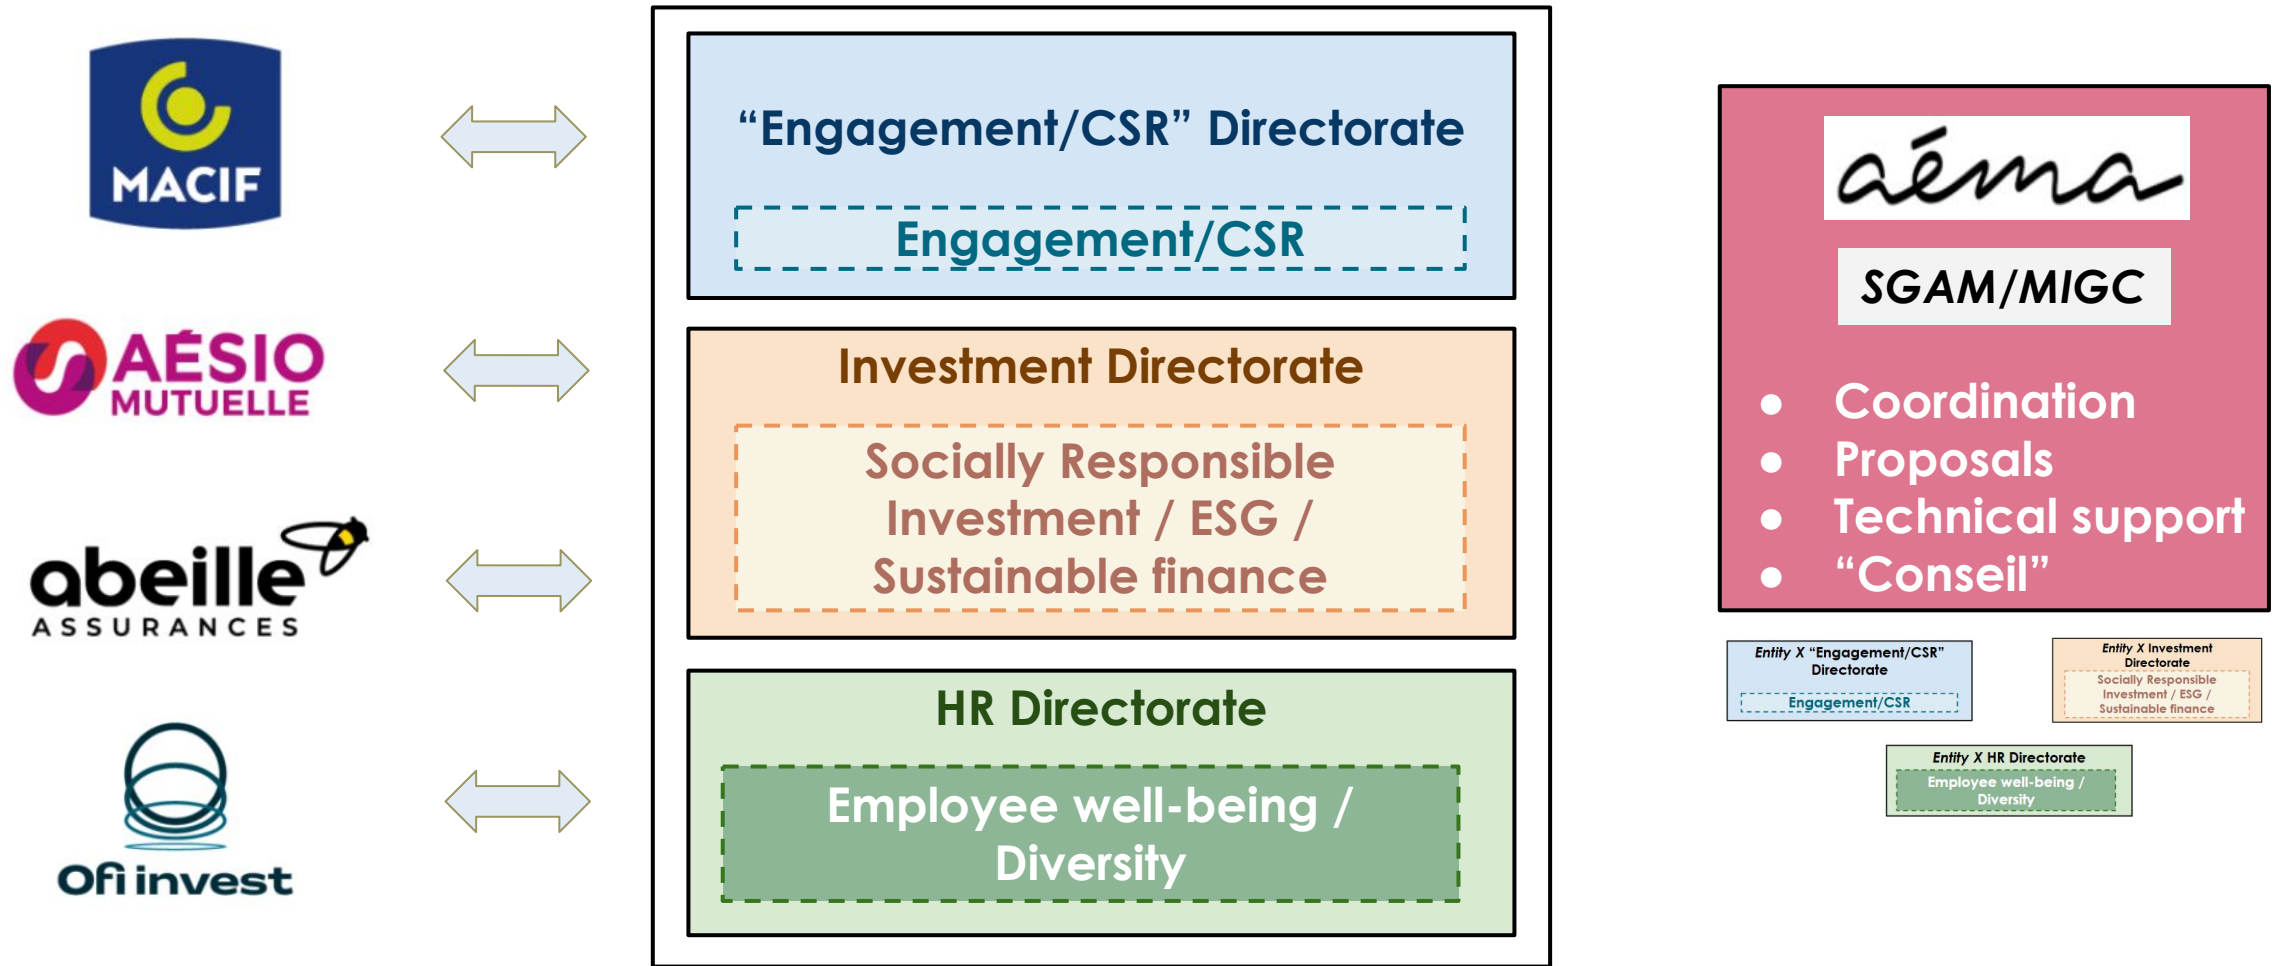 MACIF
AÉSIO
MUTUELLE
abeille
ASSURANCES
Ofi invest
“Engagement/CSR” Directorate
Engagement/CSR
Investment Directorate
Socially Responsible
Investment / ESG /
Sustainable finance
HR Directorate
Employee well-being /
Diversity
aéma
SGAM/MIGC
● Coordination
● Proposals
● Technical support
● “Conseil”
Entity X “Engagement/CSR”
Directorate
Engagement/CSR
Entity X Investment
Directorate
Socially Responsible
Investment / ESG /
Sustainable finance
Entity X HR Directorate
Employee well-being /
Diversity